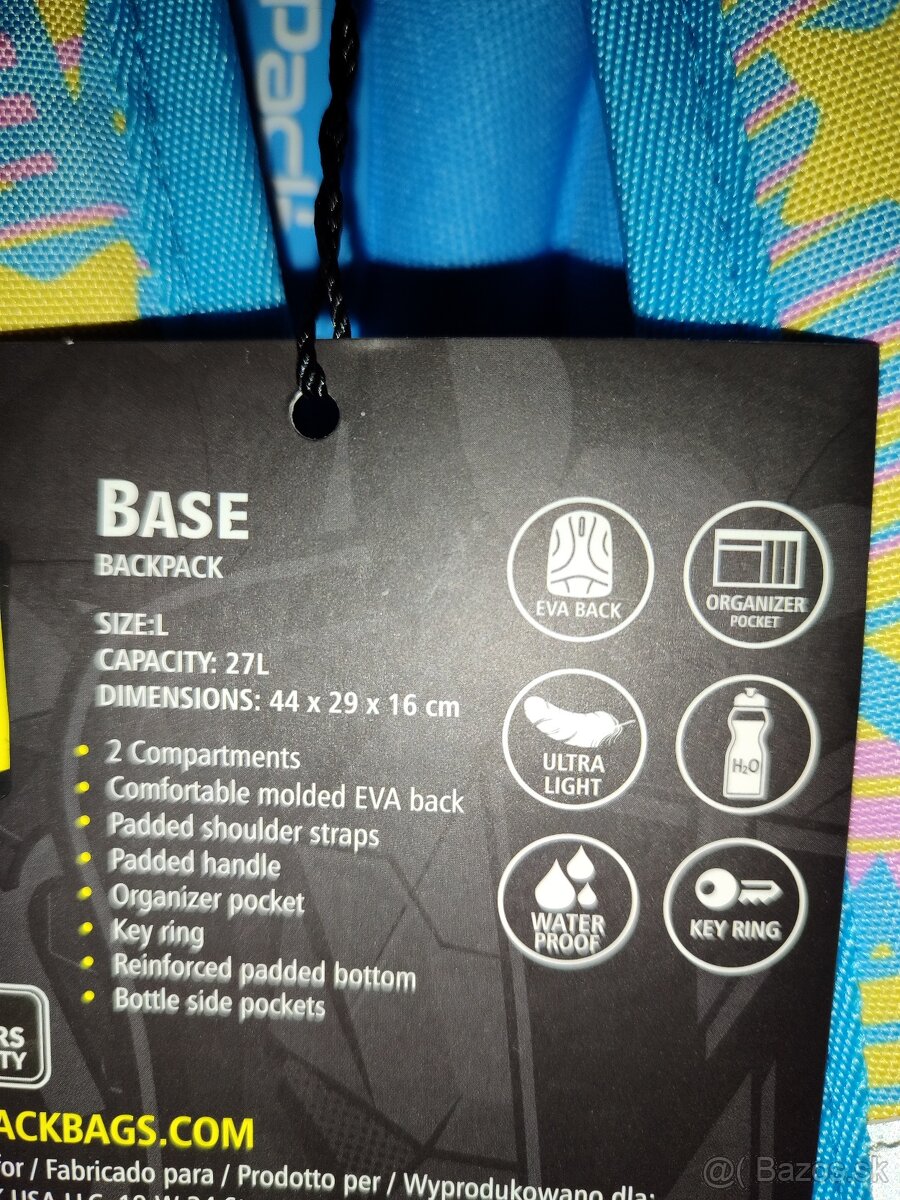 pack
BASE
BACKPACK
SIZE:L
CAPACITY: 27L
DIMENSIONS: 44 x 29 x 16 cm
2 Compartments
Comfortable molded EVA back
Padded shoulder straps
Padded handle
Organizer pocket
Key ring
Reinforced padded bottom
Bottle side pockets
EVA BACK
ORGANIZER
POCKET
ULTRA
LIGHT
H₂O
WATER
PROOF
KEY RING
RS
TY
ACKBAGS.COM
for / Fabricado para / Prodotto per / Wyprodukowano dla:
@( Bazos.sk